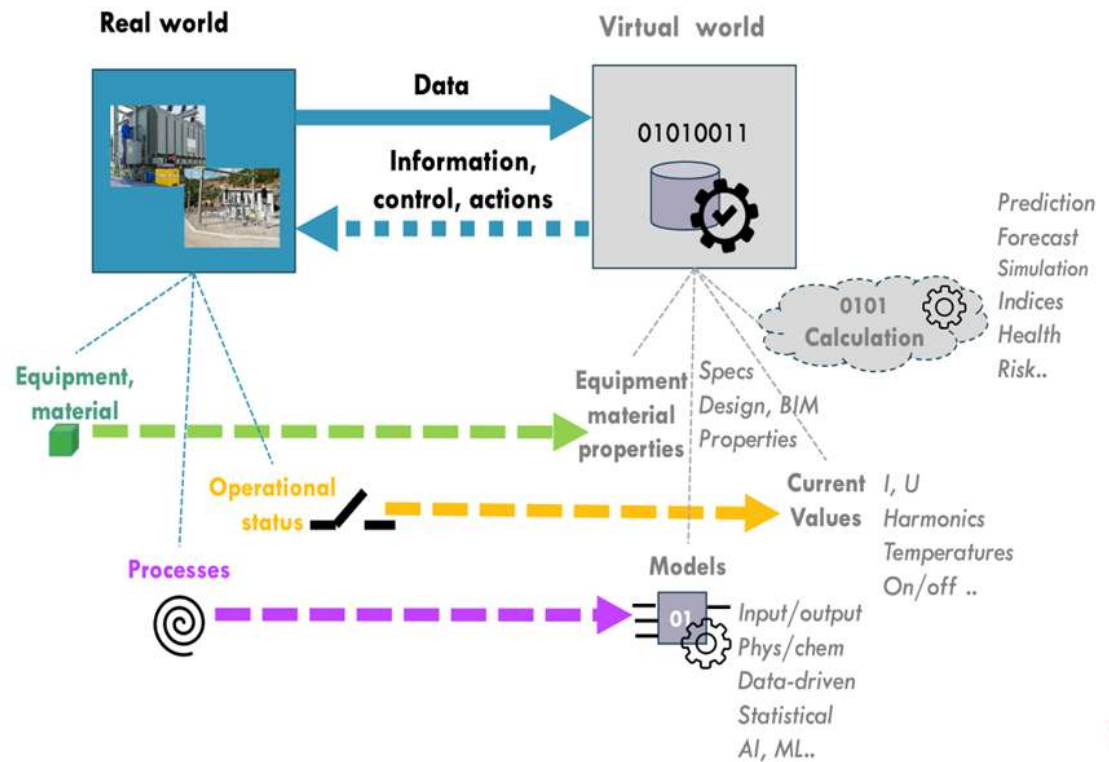 Real world
Virtual world
Data
01010011
Information,
control, actions
Prediction
Forecast
Simulation
Indices
Health
Risk..
0101
Calculation
Equipment,
material
Equipment
material
properties
Specs
Design, BIM
Properties
Operational
status
Current
Values
I, U
Harmonics
Temperatures
On/off ..
Processes
Models
01
Input/output
Phys/chem
Data-driven
Statistical
AI, ML..